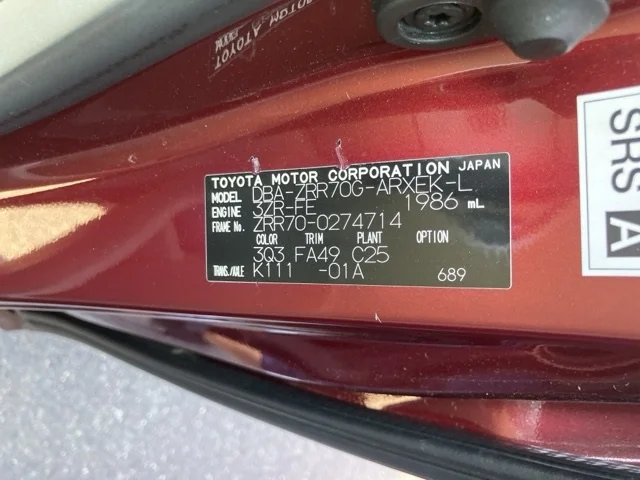 TOYOTA MOTOR CORPORATION JAPAN
MODEL DBA-ZRR70G-ARXEK-L
ENGINE 3ZR-FE 1986 mL
FRAME No. ZRR70-0274714
COLOR TRIM PLANT OPTION
3Q3 FA49 C25
TRANS./AXLE K111 -01A 689
SRS A